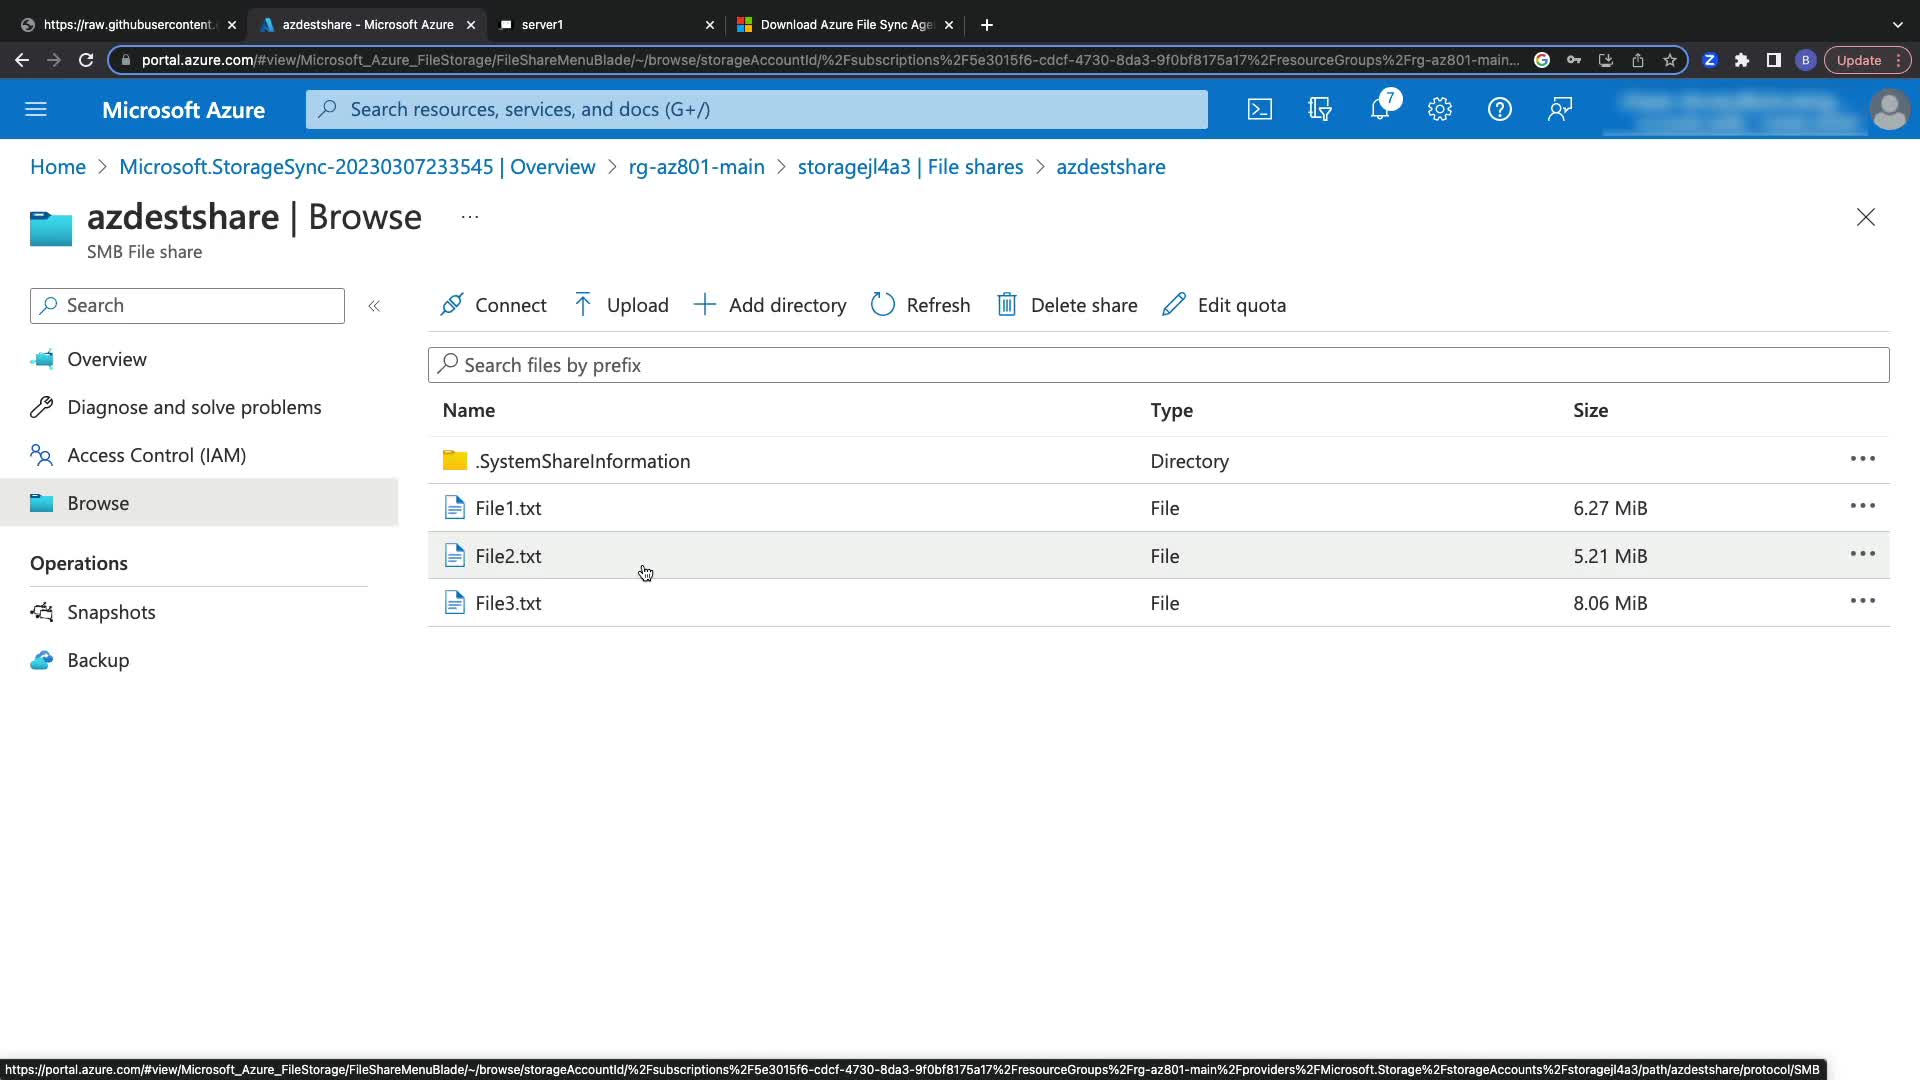 https://raw.githubusercontent.
azdestshare - Microsoft Azure
server1
Download Azure File Sync Age
portal.azure.com/#view/Microsoft_Azure_FileStorage/FileShareMenuBlade/~/browse/storageAccountId/%2Fsubscriptions%2F5e3015f6-cdcf-4730-8da3-9f0bf8175a17%2FresourceGroups%2Frg-az801-main...
Z
B
Update
Microsoft Azure
Search resources, services, and docs (G+/)
7
Home > Microsoft.StorageSync-20230307233545 | Overview > rg-az801-main > storagejl4a3 | File shares > azdestshare
azdestshare | Browse ...
SMB File share
Search
Connect
Upload
Add directory
Refresh
Delete share
Edit quota
Overview
Diagnose and solve problems
Access Control (IAM)
Browse
Operations
Snapshots
Backup
Search files by prefix
Name Type Size
.SystemShareInformation Directory
File1.txt File 6.27 MiB
File2.txt File 5.21 MiB
File3.txt File 8.06 MiB
https://portal.azure.com/#view/Microsoft_Azure_FileStorage/FileShareMenuBlade/~/browse/storageAccountId/%2Fsubscriptions%2F5e3015f6-cdcf-4730-8da3-9f0bf8175a17%2FresourceGroups%2Frg-az801-main%2Fproviders%2FMicrosoft.Storage%2FstorageAccounts%2Fstoragejl4a3/path/azdestshare/protocol/SMB